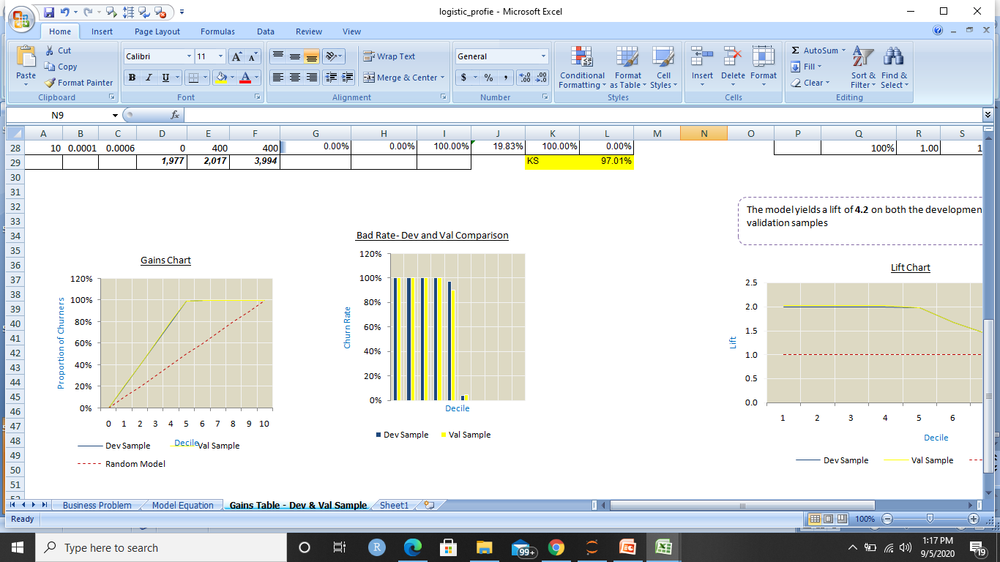 logistic_profie - Microsoft Excel
Home Insert Page Layout Formulas Data Review View
Cut
Copy
Format Painter
Paste
Clipboard
Calibri 11
B I U
Font
Wrap Text
Merge & Center
Alignment
General
$ % ,
Number
Conditional Formatting
Format as Table
Cell Styles
Styles
Insert Delete Format
Cells
Σ AutoSum
Fill
Clear
Sort & Filter
Find & Select
Editing
N9 fx
A B C D E F G H I J K L M N O P Q R S
28 10 0.0001 0.0006 0 400 400 0.00% 0.00% 100.00% 19.83% 100.00% 0.00% 100% 1.00 1
29 1,977 2,017 3,994 KS 97.01%
30
31
32
33
34
35
36
37
38
39
40
41
42
43
44
45
46
47
48
49
50
51
52
The model yields a lift of 4.2 on both the developmen
validation samples
Gains Chart
120%
100%
80%
60%
40%
20%
0%
Proportion of Churners
0 1 2 3 4 5 6 7 8 9 10
Decile
Dev Sample Val Sample
Random Model
Bad Rate- Dev and Val Comparison
120%
100%
80%
60%
40%
20%
0%
Churn Rate
Decile
Dev Sample Val Sample
Lift Chart
2.5
2.0
1.5
1.0
0.5
0.0
Lift
1 2 3 4 5 6
Decile
Dev Sample Val Sample
Business Problem Model Equation Gains Table - Dev & Val Sample Sheet1
Ready 100%
Type here to search
R
99+
1:17 PM
9/5/2020
19